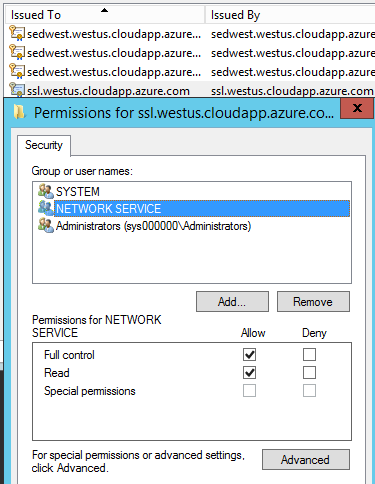 Issued To Issued By
sedwest.westus.cloudapp.azure... sedwest.westus.cloudapp.azure...
sedwest.westus.cloudapp.azure... sedwest.westus.cloudapp.azure...
sedwest.westus.cloudapp.azure... sedwest.westus.cloudapp.azure...
ssl.westus.cloudapp.azure.com ssl.westus.cloudapp.azure.com
Permissions for ssl.westus.cloudapp.azure.co... x
Security
Group or user names:
SYSTEM
NETWORK SERVICE
Administrators (sys000000\Administrators)
Add... Remove
Permissions for NETWORK
SERVICE Allow Deny
Full control
Read
Special permissions
For special permissions or advanced settings,
click Advanced. Advanced